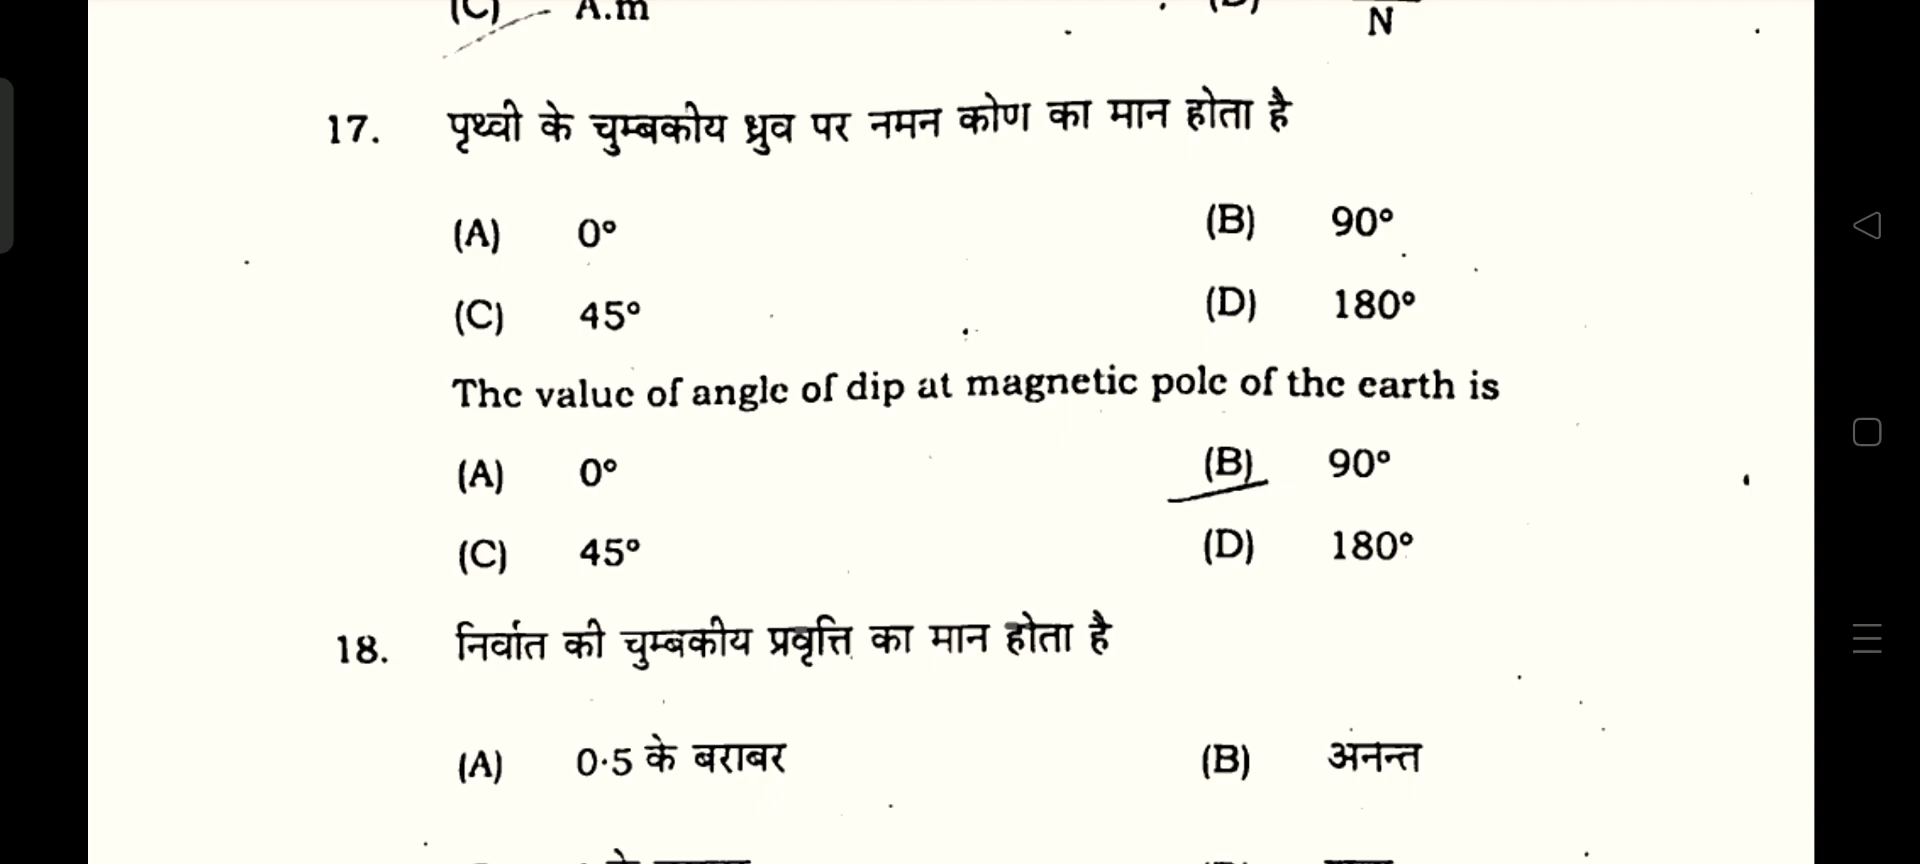 (C) A.m
N
17. पृथ्वी के चुम्बकीय ध्रुव पर नमन कोण का मान होता है
(A) 0° (B) 90°
(C) 45° (D) 180°
The value of angle of dip at magnetic pole of the earth is
(A) 0° (B) 90°
(C) 45° (D) 180°
18. निर्वात की चुम्बकीय प्रवृत्ति का मान होता है
(A) 0·5 के बराबर (B) अनन्त